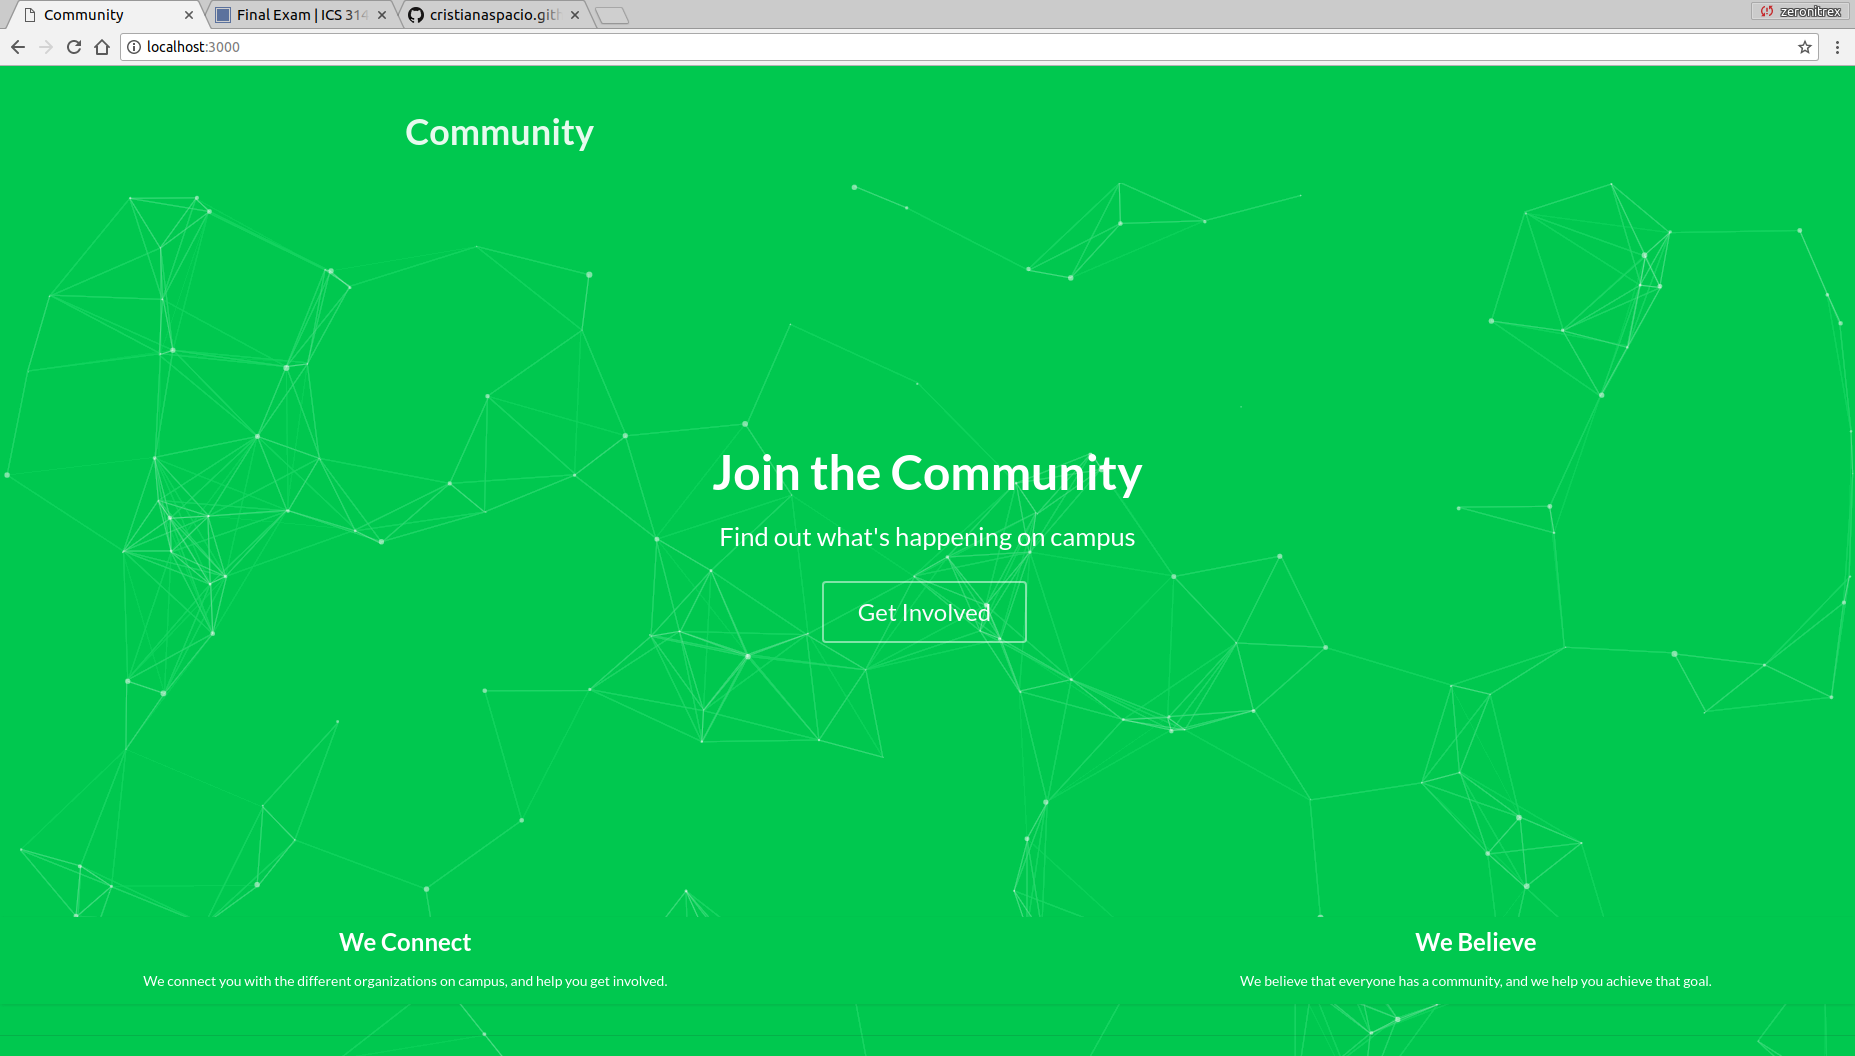 Community
Final Exam | ICS 314
cristianaspacio.gith
zeronitrex
localhost:3000
Community
Join the Community
Find out what's happening on campus
Get Involved
We Connect
We Believe
We connect you with the different organizations on campus, and help you get involved.
We believe that everyone has a community, and we help you achieve that goal.